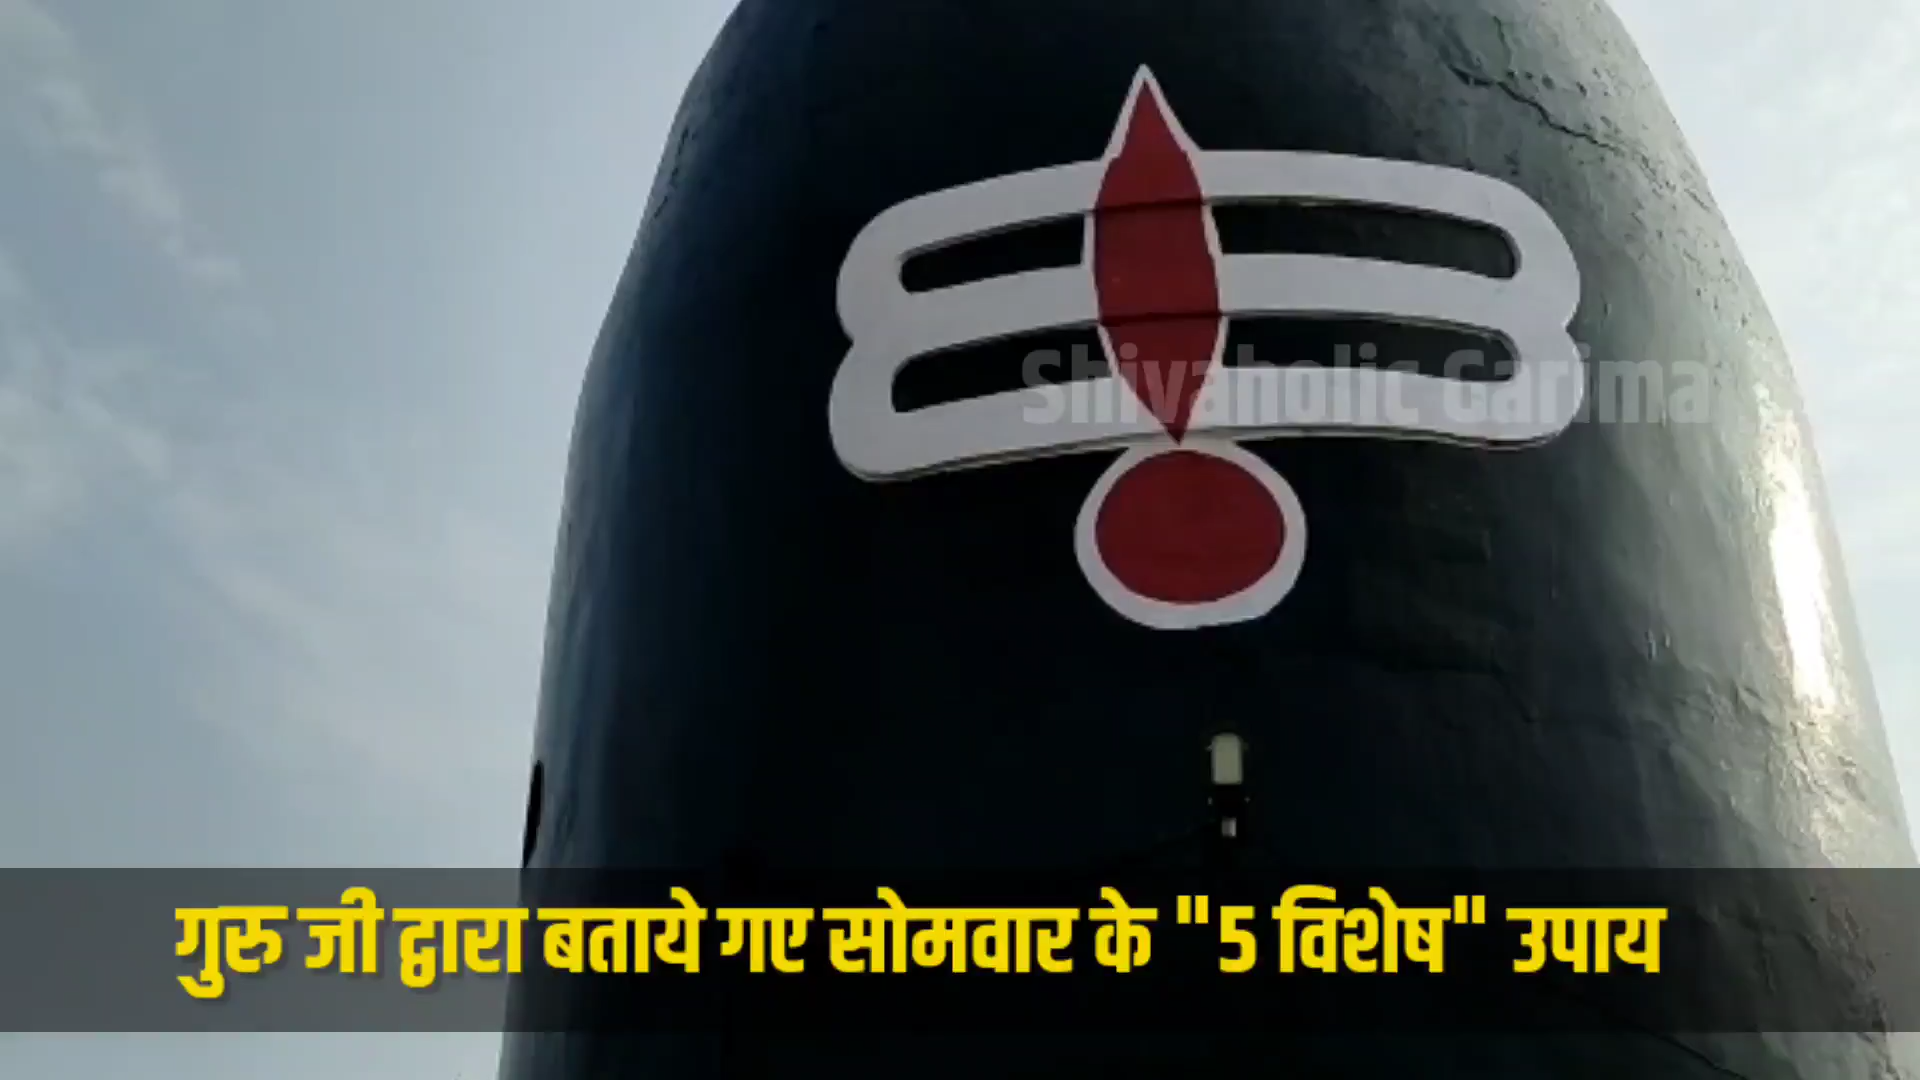 Shivaholic Garima
गुरु जी द्वारा बताये गए सोमवार के "5 विशेष" उपाय